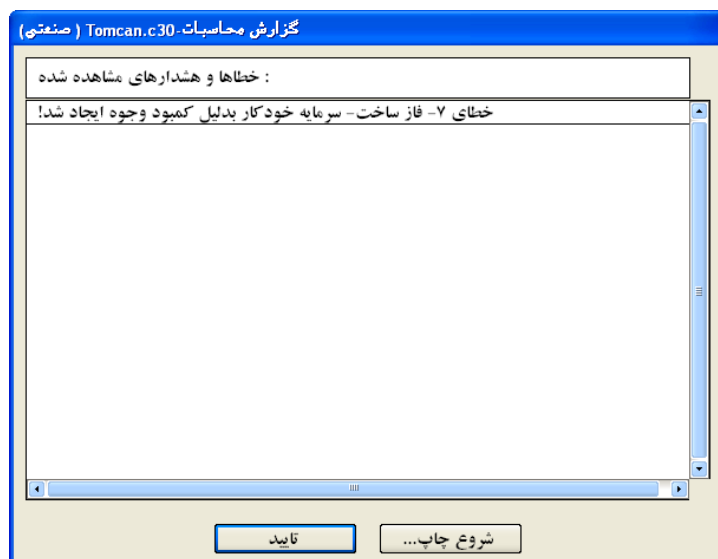 گزارش محاسبات-Tomcan.c30 ( صنعتی)
خطاها و هشدارهای مشاهده شده :
خطای ۷- فاز ساخت- سرمایه خودکار بدلیل کمبود وجوه ایجاد شد!
تایید
شروع چاپ...